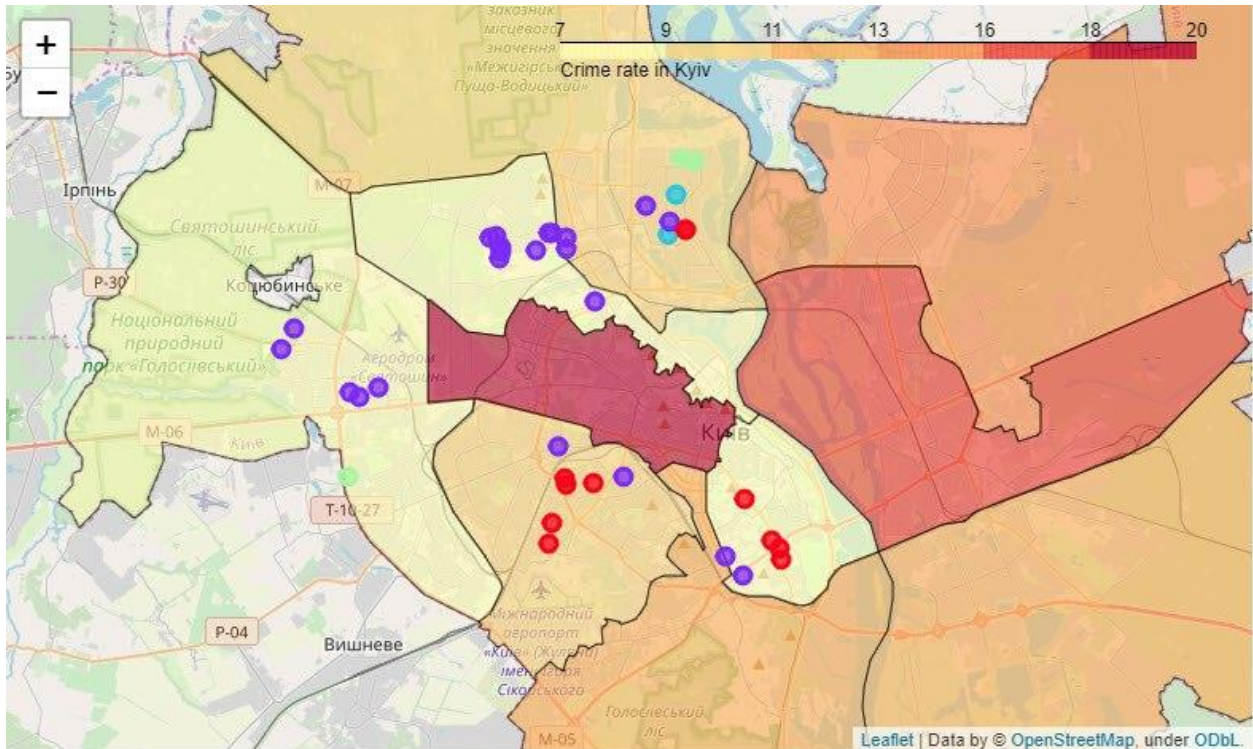 +
−
7 9 11 13 16 18 20
Crime rate in Kyiv
заказник
місцевого
значення
«Межигірськ
Пуща-Водицький»
Ірпінь
М-07
Святошинський
ліс
Р-30
Коцюбинське
Національний
природний
парк «Голосіївський»
Аеродром
«Святошин»
М-06
Київ
Київ
Т-10-27
Р-04
Вишневе
Міжнародний
аеропорт
«Київ» (Жуляни)
імені Ігоря
Сікорського
Голосіївський
ліс
М-05
Leaflet | Data by © OpenStreetMap, under ODbL.